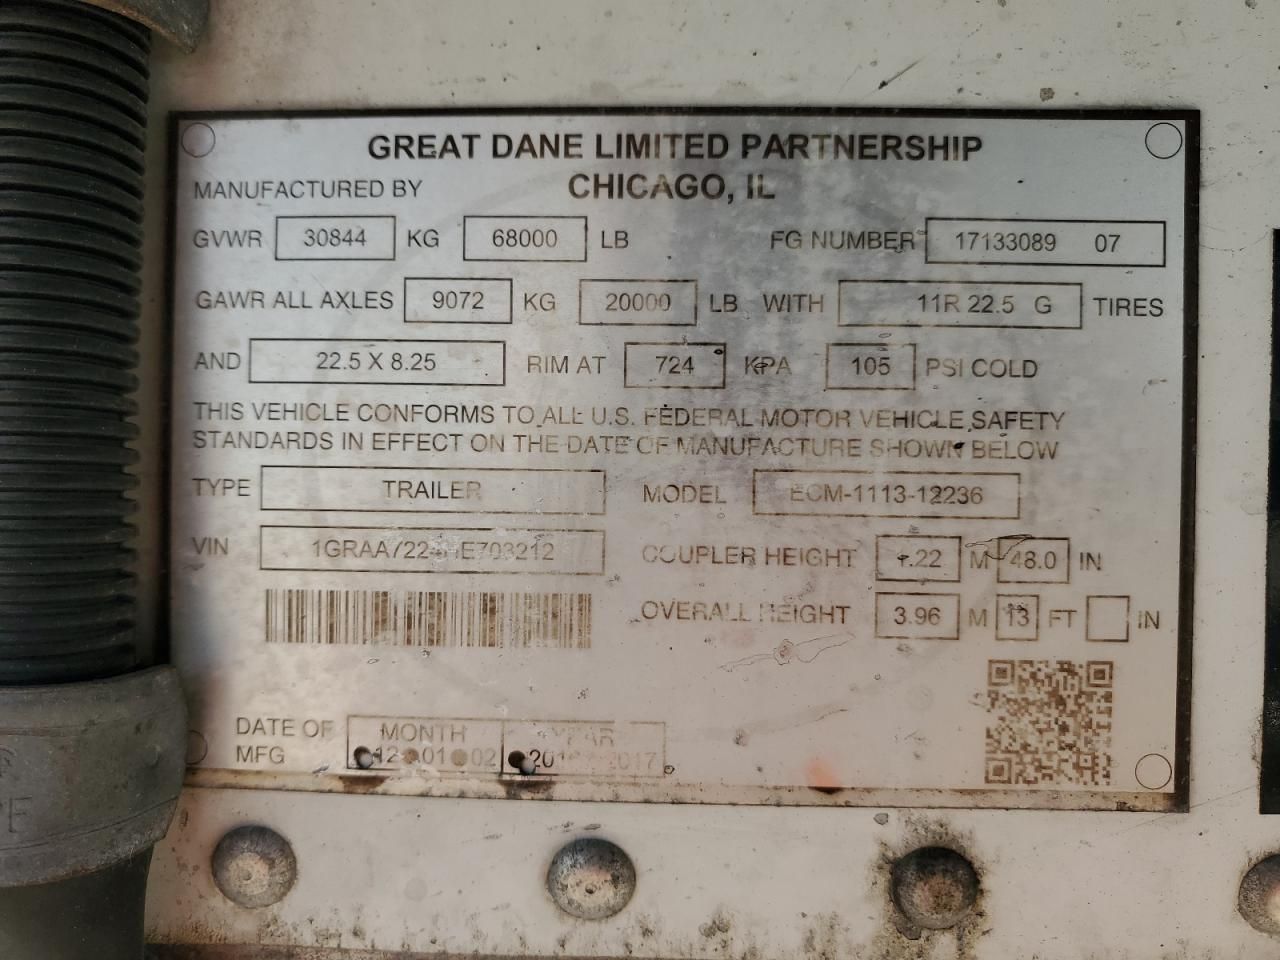 GREAT DANE LIMITED PARTNERSHIP
MANUFACTURED BY CHICAGO, IL
GVWR 30844 KG 68000 LB FG NUMBER 17133089 07
GAWR ALL AXLES 9072 KG 20000 LB WITH 11R 22.5 G TIRES
AND 22.5 X 8.25 RIM AT 724 KPA 105 PSI COLD
THIS VEHICLE CONFORMS TO ALL U.S. FEDERAL MOTOR VEHICLE SAFETY
STANDARDS IN EFFECT ON THE DATE OF MANUFACTURE SHOWN BELOW
TYPE TRAILER MODEL ECM-1113-12236
VIN COUPLER HEIGHT M 48.0 IN
OVERALL HEIGHT 3.96 M 13 FT IN
DATE OF MONTH YEAR
MFG 12 01 02 2016 2017